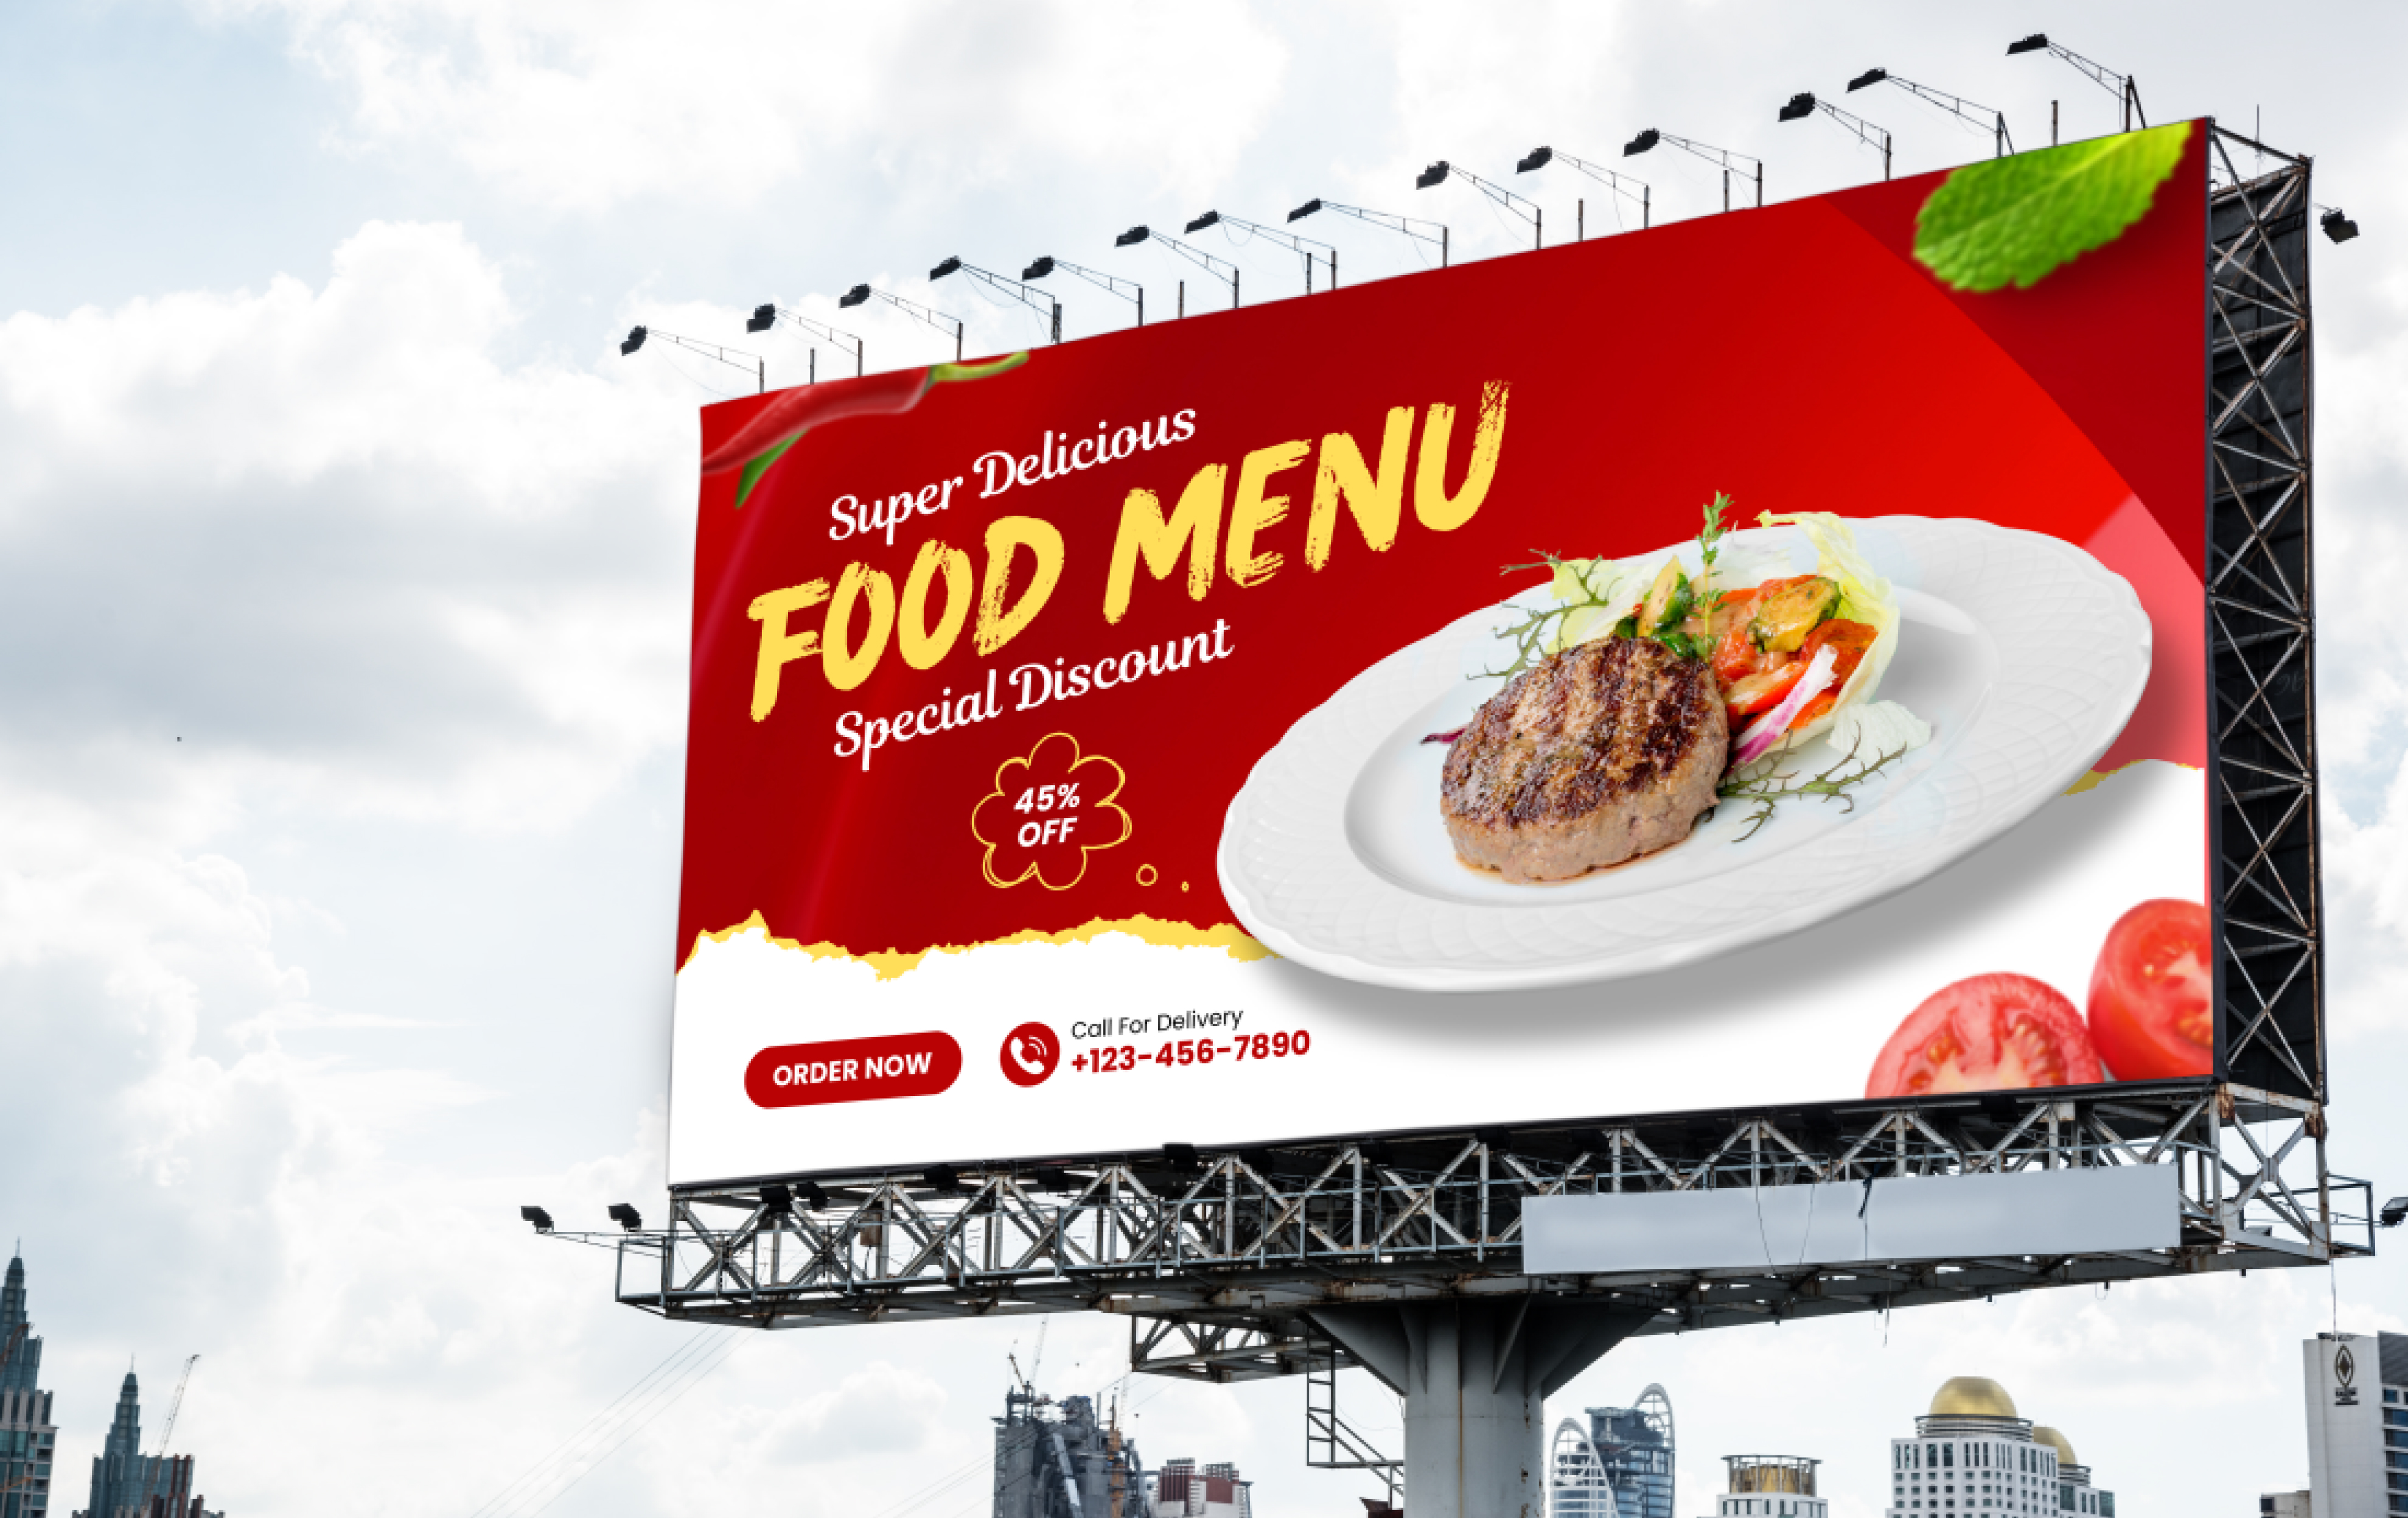 Super Delicious
FOOD MENU
Special Discount
45%
OFF
ORDER NOW
Call For Delivery
+123-456-7890